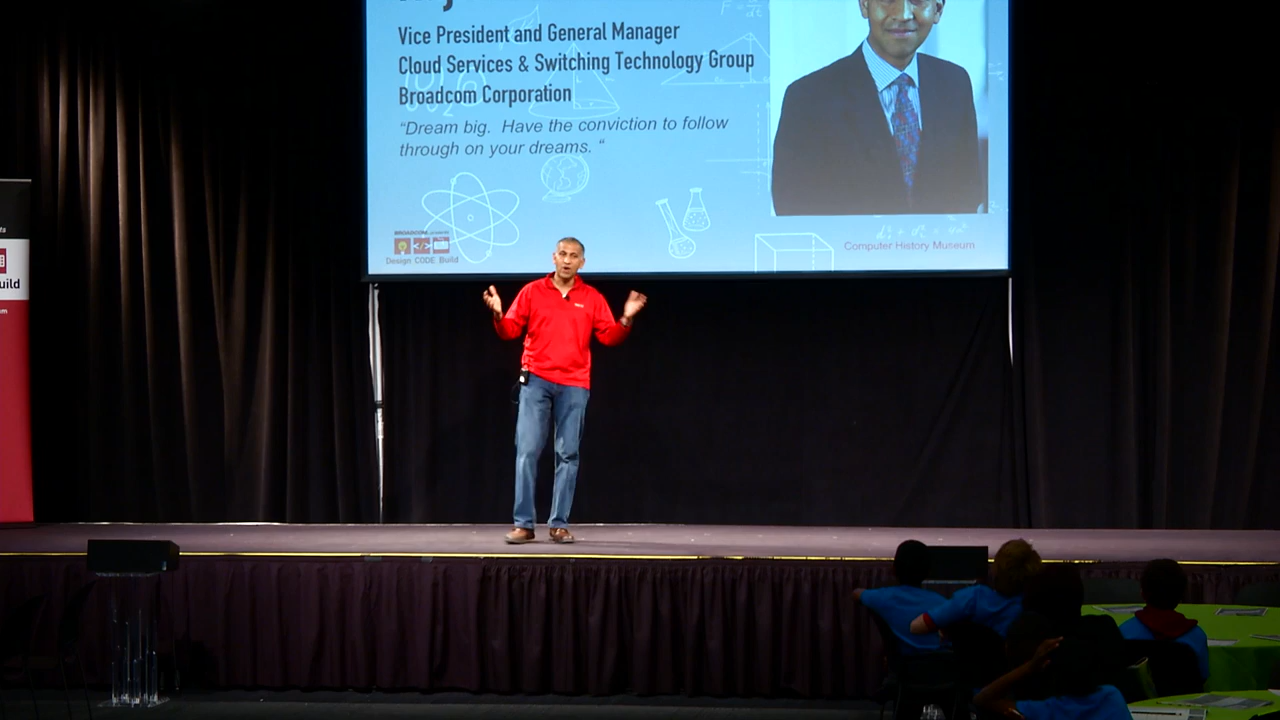 Vice President and General Manager
Cloud Services & Switching Technology Group
Broadcom Corporation
“Dream big. Have the conviction to follow
through on your dreams. “
BROADCOM
Design CODE Build
Computer History Museum
uild